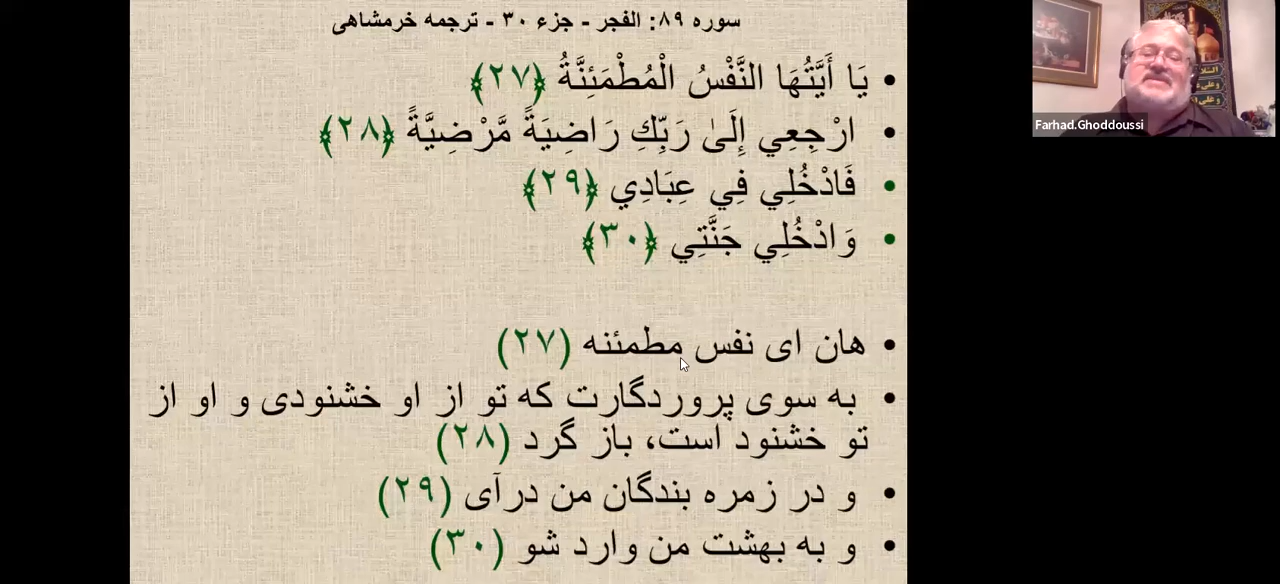 سوره ۸۹: الفجر - جزء ۳۰ - ترجمه خرمشاهی
• يَا أَيَّتُهَا النَّفْسُ الْمُطْمَئِنَّةُ ﴿۲۷﴾
• ارْجِعِي إِلَىٰ رَبِّكِ رَاضِيَةً مَّرْضِيَّةً ﴿۲۸﴾
• فَادْخُلِي فِي عِبَادِي ﴿۲۹﴾
• وَادْخُلِي جَنَّتِي ﴿۳۰﴾
• هان ای نفس مطمئنه (۲۷)
• به سوی پروردگارت که تو از او خشنودی و او از
تو خشنود است، باز گرد (۲۸)
• و در زمره بندگان من درآی (۲۹)
• و به بهشت من وارد شو (۳۰)
Farhad.Ghoddoussi